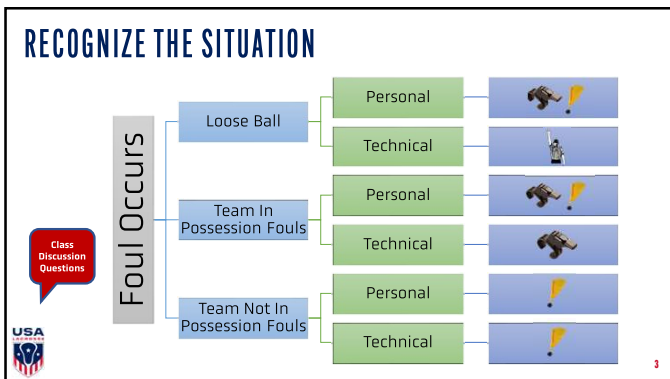 RECOGNIZE THE SITUATION
Foul Occurs
Loose Ball
Personal
Technical
Team In
Possession Fouls
Personal
Technical
Team Not In
Possession Fouls
Personal
Technical
Class
Discussion
Questions
USA
LACROSSE
3